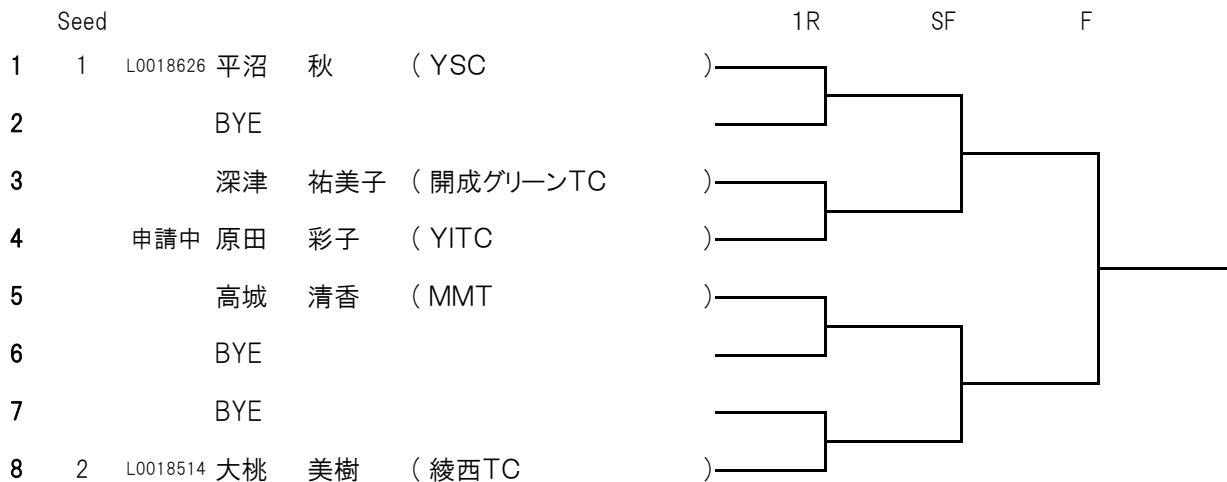 Seed 1R SF F
1 1 L0018626 平沼 秋 ( YSC )
2 BYE
3 深津 祐美子 ( 開成グリーンTC )
4 申請中 原田 彩子 ( YITC )
5 高城 清香 ( MMT )
6 BYE
7 BYE
8 2 L0018514 大桃 美樹 ( 綾西TC )